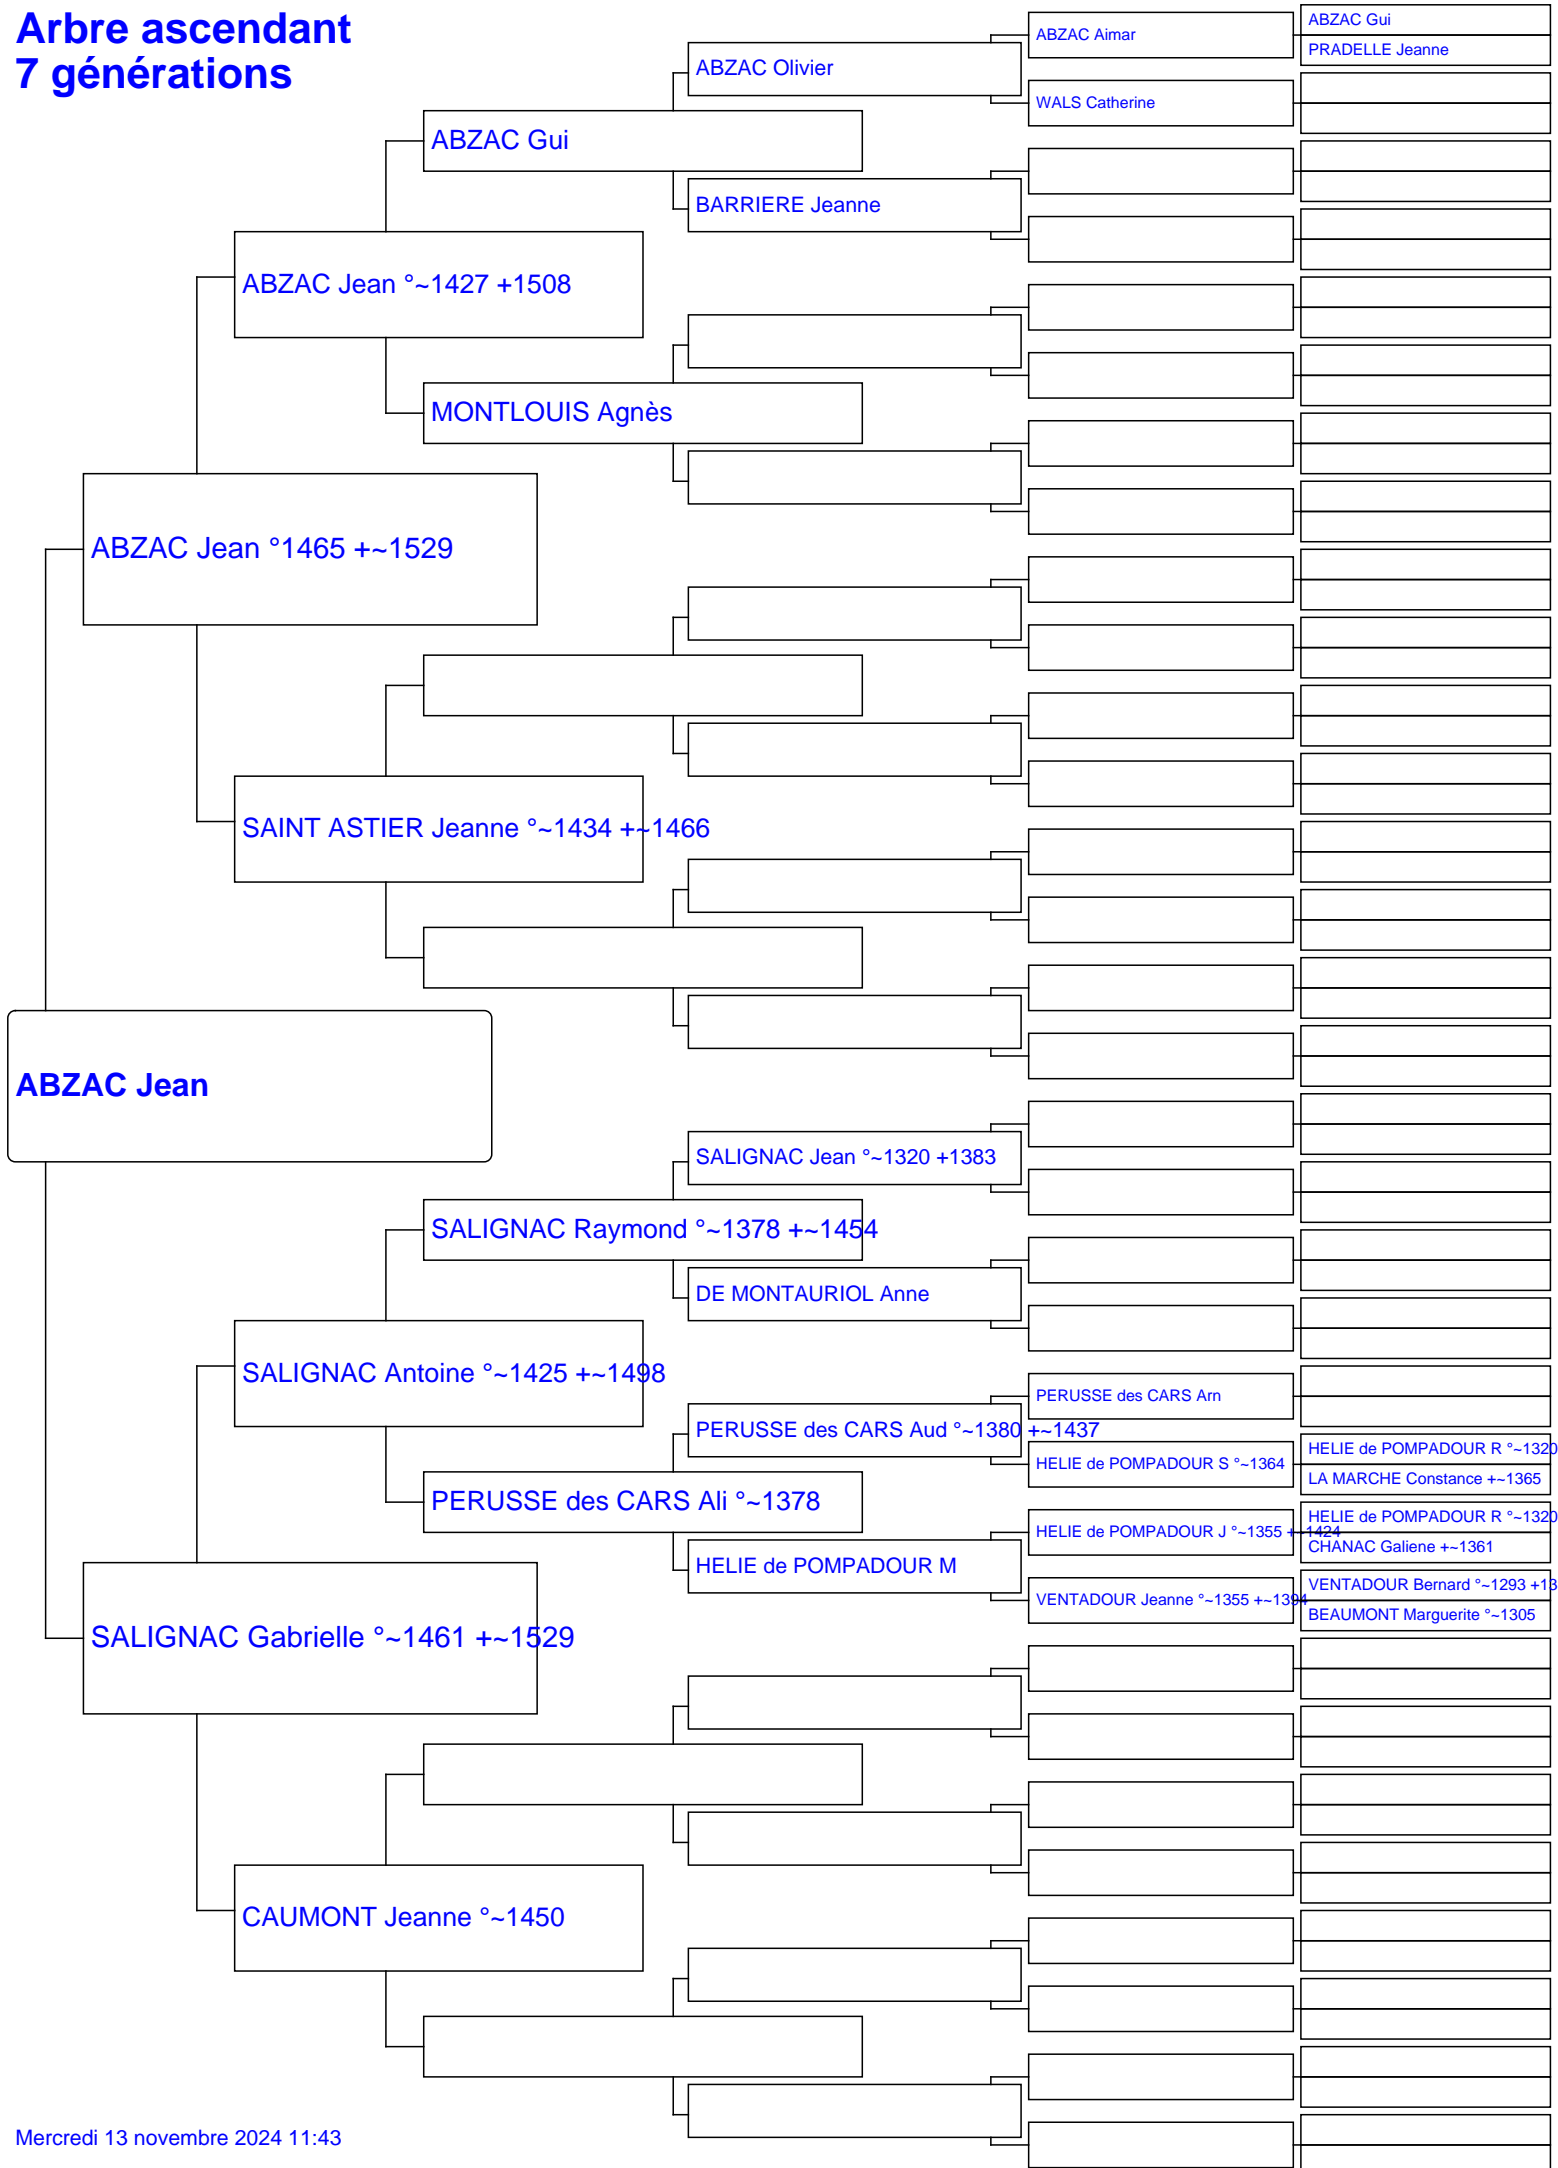 Arbre ascendant
7 générations
ABZAC Gui
ABZAC Aimar
PRADELLE Jeanne
ABZAC Olivier
WALS Catherine
ABZAC Gui
BARRIERE Jeanne
ABZAC Jean °~1427 +1508
MONTLOUIS Agnès
ABZAC Jean °1465 +~1529
SAINT ASTIER Jeanne °~1434 +~1466
ABZAC Jean
SALIGNAC Jean °~1320 +1383
SALIGNAC Raymond °~1378 +~1454
DE MONTAURIOL Anne
SALIGNAC Antoine °~1425 +~1498
PERUSSE des CARS Arn
PERUSSE des CARS Aud °~1380 +~1437
HELIE de POMPADOUR R °~1320
HELIE de POMPADOUR S °~1364
LA MARCHE Constance +~1365
PERUSSE des CARS Ali °~1378
HELIE de POMPADOUR R °~1320
HELIE de POMPADOUR J °~1355 +~1424
CHANAC Galiene +~1361
HELIE de POMPADOUR M
VENTADOUR Bernard °~1293 +13
VENTADOUR Jeanne °~1355 +~1394
BEAUMONT Marguerite °~1305
SALIGNAC Gabrielle °~1461 +~1529
CAUMONT Jeanne °~1450
Mercredi 13 novembre 2024 11:43